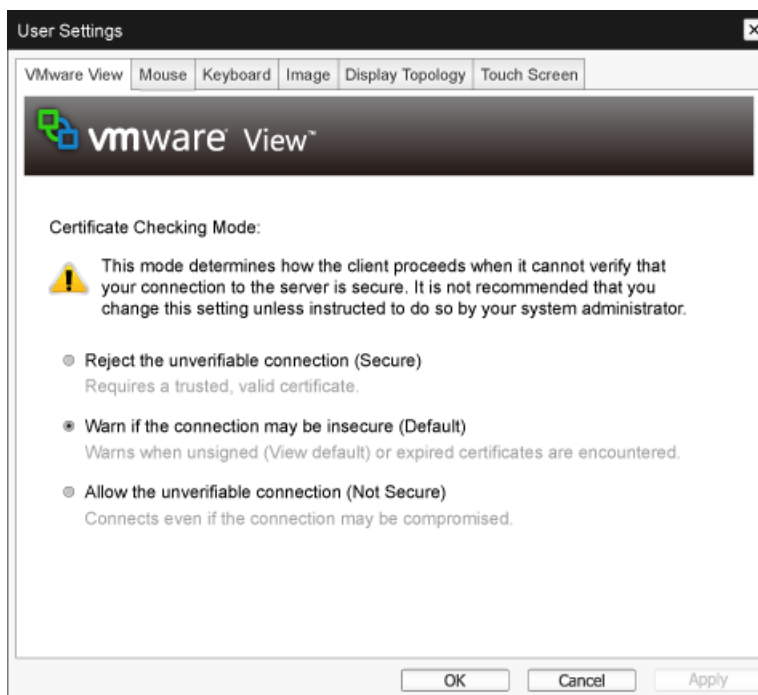 User Settings
VMware View Mouse Keyboard Image Display Topology Touch Screen
vmware View™
Certificate Checking Mode:
This mode determines how the client proceeds when it cannot verify that
your connection to the server is secure. It is not recommended that you
change this setting unless instructed to do so by your system administrator.
Reject the unverifiable connection (Secure)
Requires a trusted, valid certificate.
Warn if the connection may be insecure (Default)
Warns when unsigned (View default) or expired certificates are encountered.
Allow the unverifiable connection (Not Secure)
Connects even if the connection may be compromised.
OK Cancel Apply